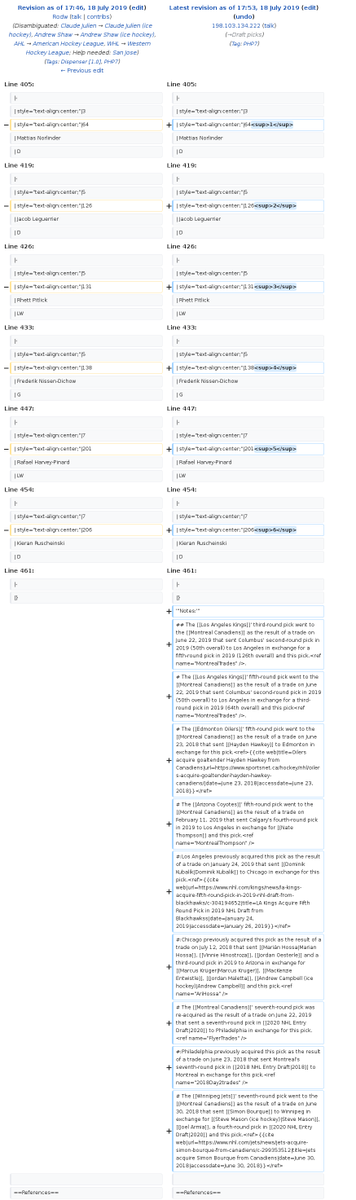 Revision as of 17:46, 18 July 2019 (edit)
Rodw (talk | contribs)
(Disambiguated: Claude Julien → Claude Julien (ice
hockey), Andrew Shaw → Andrew Shaw (ice hockey),
AHL → American Hockey League, WHL → Western
Hockey League; Help needed: San Jose)
(Tags: Dispenser [1.0], PHP7)
← Previous edit
Latest revision as of 17:53, 18 July 2019 (edit)
(undo)
198.103.134.222 (talk)
(→Draft picks)
(Tag: PHP7)
Line 405:
Line 405:
|-
|-
| style="text-align:center;"|3
| style="text-align:center;"|3
− | style="text-align:center;"|64
+ | style="text-align:center;"|64<sup>1</sup>
| Mattias Norlinder
| Mattias Norlinder
| D
| D
Line 419:
Line 419:
|-
|-
| style="text-align:center;"|5
| style="text-align:center;"|5
− | style="text-align:center;"|126
+ | style="text-align:center;"|126<sup>2</sup>
| Jacob Leguerrier
| Jacob Leguerrier
| D
| D
Line 426:
Line 426:
|-
|-
| style="text-align:center;"|5
| style="text-align:center;"|5
− | style="text-align:center;"|131
+ | style="text-align:center;"|131<sup>3</sup>
| Rhett Pitlick
| Rhett Pitlick
| LW
| LW
Line 433:
Line 433:
|-
|-
| style="text-align:center;"|5
| style="text-align:center;"|5
− | style="text-align:center;"|138
+ | style="text-align:center;"|138<sup>4</sup>
| Frederik Nissen-Dichow
| Frederik Nissen-Dichow
| G
| G
Line 447:
Line 447:
|-
|-
| style="text-align:center;"|7
| style="text-align:center;"|7
− | style="text-align:center;"|201
+ | style="text-align:center;"|201<sup>5</sup>
| Rafael Harvey-Pinard
| Rafael Harvey-Pinard
| LW
| LW
Line 454:
Line 454:
|-
|-
| style="text-align:center;"|7
| style="text-align:center;"|7
− | style="text-align:center;"|206
+ | style="text-align:center;"|206<sup>6</sup>
| Kieran Ruscheinski
| Kieran Ruscheinski
| D
| D
Line 461:
Line 461:
|-
|-
|}
|}
+ '''Notes:'''
+ ## The [[Los Angeles Kings]]' third-round pick went to
the [[Montreal Canadiens]] as the result of a trade on
June 22, 2019 that sent Columbus' second-round pick in
2019 (50th overall) to Los Angeles in exchange for a
fifth-round pick in 2019 (126th overall) and this pick.<ref
name="MontrealTrades" />.
+ # The [[Los Angeles Kings]]' fifth-round pick went to the
[[Montreal Canadiens]] as the result of a trade on June
22, 2019 that sent Columbus' second-round pick in 2019
(50th overall) to Los Angeles in exchange for a third-
round pick in 2019 (64th overall) and this pick<ref
name="MontrealTrades" />.
+ # The [[Edmonton Oilers]]' fifth-round pick went to the
[[Montreal Canadiens]] as the result of a trade on June
23, 2018 that sent [[Hayden Hawkey]] to Edmonton in
exchange for this pick.<ref>{{cite web|title=Oilers
acquire goaltender Hayden Hawkey from
Canadiens|url=https://www.sportsnet.ca/hockey/nhl/oiler
s-acquire-goaltender-hayden-hawkey-
canadiens/|date=June 23, 2018|accessdate=June 23,
2018}}</ref>
+ # The [[Arizona Coyotes]]' fifth-round pick went to the
[[Montreal Canadiens]] as the result of a trade on
February 11, 2019 that sent Calgary's fourth-round pick
in 2019 to Los Angeles in exchange for [[Nate
Thompson]] and this pick.<ref
name="MontrealThompson" />
+ #:Los Angeles previously acquired this pick as the result
of a trade on January 24, 2019 that sent [[Dominik
Kubalik|Dominik Kubalík]] to Chicago in exchange for this
pick.<ref> {{cite
web|url=https://www.nhl.com/kings/news/la-kings-
acquire-fifth-round-pick-in-2019-nhl-draft-from-
blackhawks/c-304194652|title=LA Kings Acquire Fifth
Round Pick in 2019 NHL Draft from
Blackhawks|date=January 24,
2019|accessdate=January 26, 2019}}</ref>
+ #:Chicago previously acquired this pick as the result of a
trade on July 12, 2018 that sent [[Marián Hossa|Marian
Hossa]], [[Vinnie Hinostroza]], [[Jordan Oesterle]] and a
third-round pick in 2019 to Arizona in exchange for
[[Marcus Kruger|Marcus Kruger]], [[MacKenzie
Entwistle]], [[Jordan Maletta]], [[Andrew Campbell (ice
hockey)|Andrew Campbell]] and this pick.<ref
name="AriHossa" />
+ # The [[Montreal Canadiens]]' seventh-round pick was
re-acquired as the result of a trade on June 22, 2019
that sent a seventh-round pick in [[2020 NHL Entry
Draft|2020]] to Philadelphia in exchange for this pick.
<ref name="FlyerTrades" />
+ #:Philadelphia previously acquired this pick as the result
of a trade on June 23, 2018 that sent Montreal's
seventh-round pick in [[2018 NHL Entry Draft|2018]] to
Montreal in exchange for this pick.<ref
name="2018Day2trades" />
+ # The [[Winnipeg Jets]]' seventh-round pick went to the
[[Montreal Canadiens]] as the result of a trade on June
30, 2018 that sent [[Simon Bourque]] to Winnipeg in
exchange for [[Steve Mason (ice hockey)|Steve Mason]],
[[Joel Armia]], a fourth-round pick in [[2020 NHL Entry
Draft|2020]] and this pick.<ref>{{cite
web|url=https://www.nhl.com/jets/news/jets-acquire-
simon-bourque-from-canadiens/c-299353512|title=Jets
acquire Simon Bourque from Canadiens|date=June 30,
2018|accessdate=June 30, 2018}}</ref>
==References==
==References==